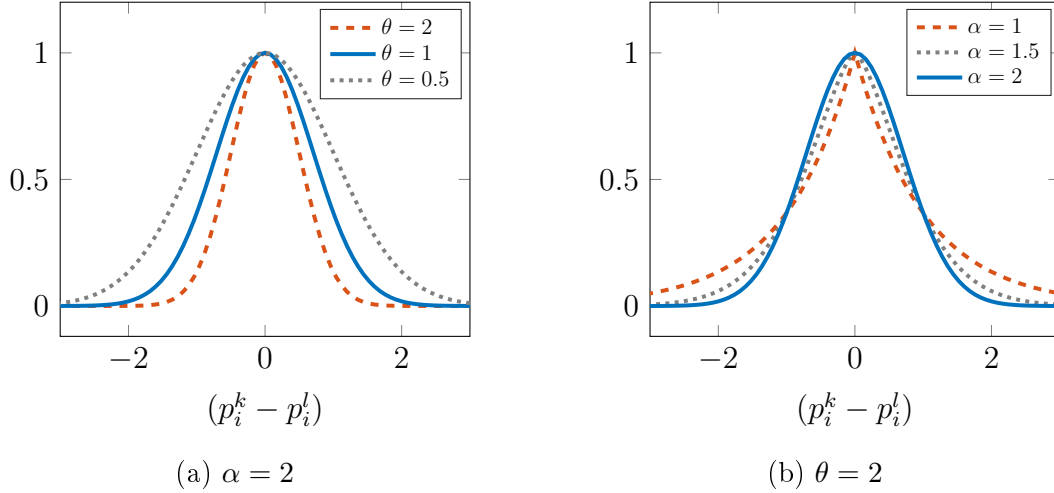 θ = 2
θ = 1
θ = 0.5
1
0.5
0
−2 0 2
(p_i^k − p_i^l)
(a) α = 2
α = 1
α = 1.5
α = 2
1
0.5
0
−2 0 2
(p_i^k − p_i^l)
(b) θ = 2